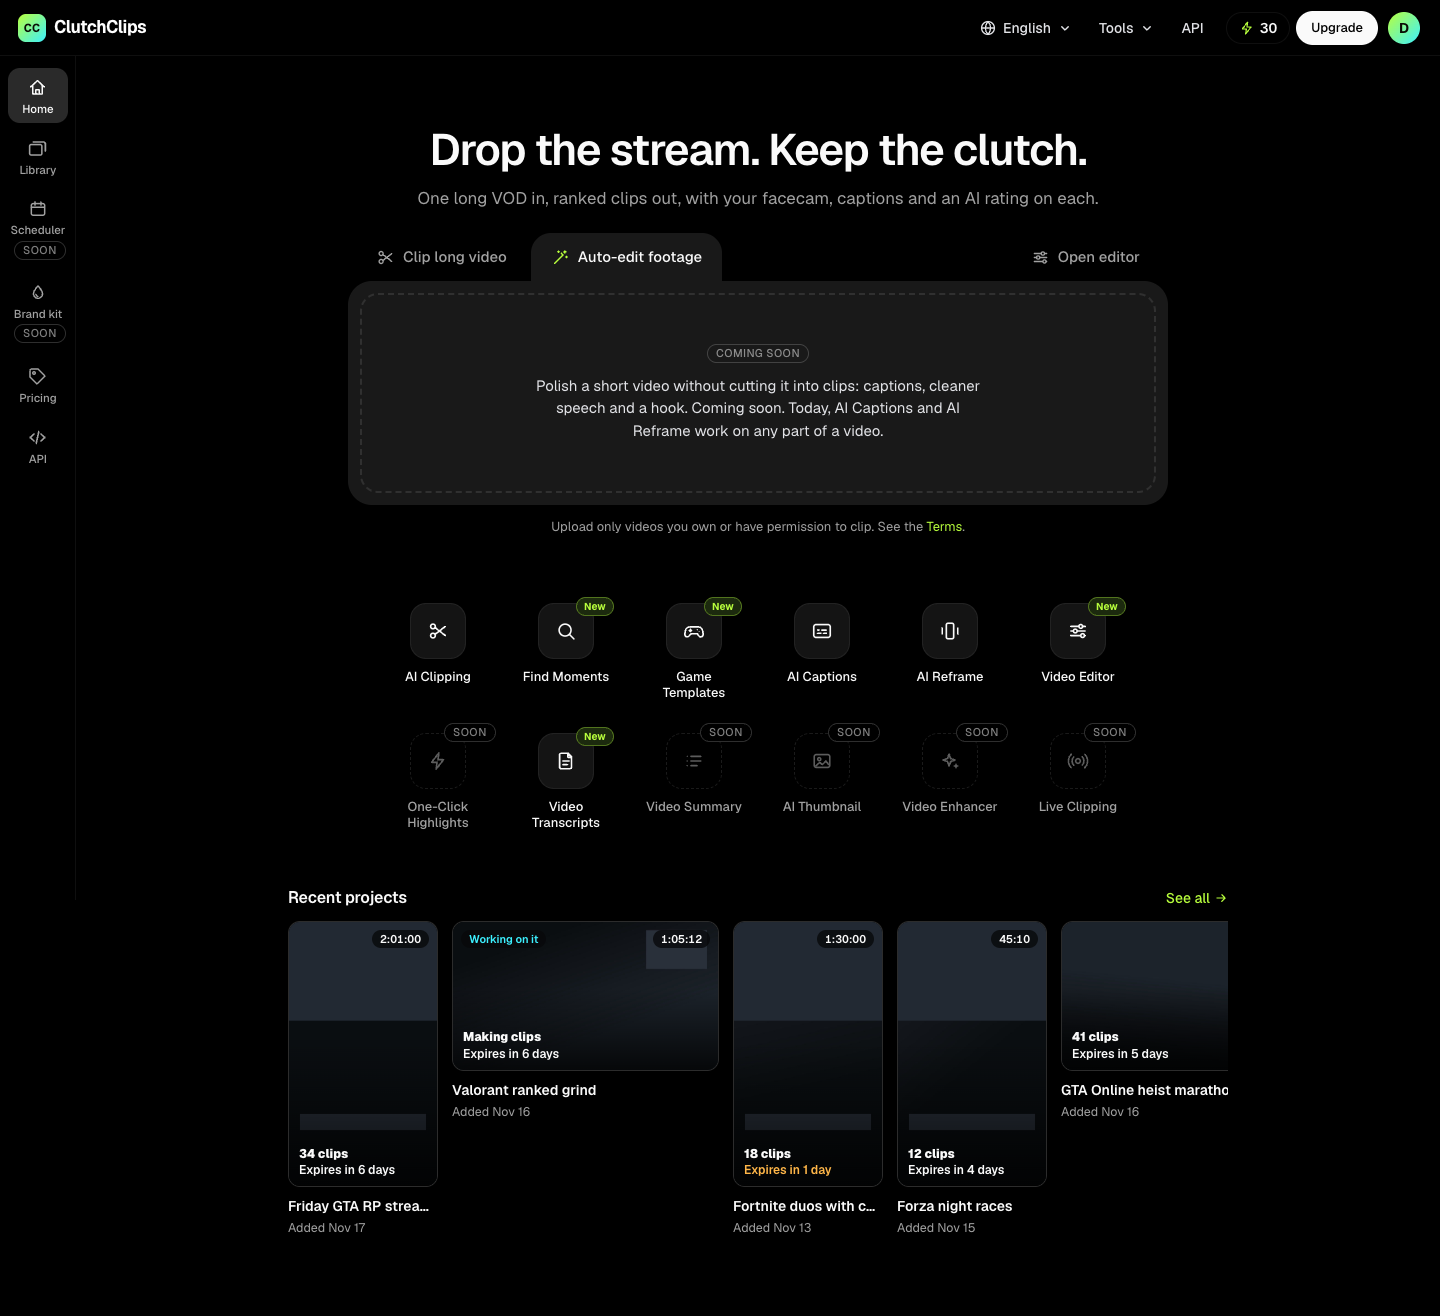 CC ClutchClips
English
Tools
API
30
Upgrade
D
Home
Library
Scheduler
SOON
Brand kit
SOON
Pricing
API
Drop the stream. Keep the clutch.
One long VOD in, ranked clips out, with your facecam, captions and an AI rating on each.
Clip long video
Auto-edit footage
Open editor
COMING SOON
Polish a short video without cutting it into clips: captions, cleaner
speech and a hook. Coming soon. Today, AI Captions and AI
Reframe work on any part of a video.
Upload only videos you own or have permission to clip. See the Terms.
AI Clipping
New
Find Moments
New
Game
Templates
AI Captions
AI Reframe
New
Video Editor
SOON
One-Click
Highlights
New
Video
Transcripts
SOON
Video Summary
SOON
AI Thumbnail
SOON
Video Enhancer
SOON
Live Clipping
Recent projects
See all →
2:01:00
34 clips
Expires in 6 days
Friday GTA RP strea...
Added Nov 17
Working on it
1:05:12
Making clips
Expires in 6 days
Valorant ranked grind
Added Nov 16
1:30:00
18 clips
Expires in 1 day
Fortnite duos with c...
Added Nov 13
45:10
12 clips
Expires in 4 days
Forza night races
Added Nov 15
41 clips
Expires in 5 days
GTA Online heist maratho
Added Nov 16